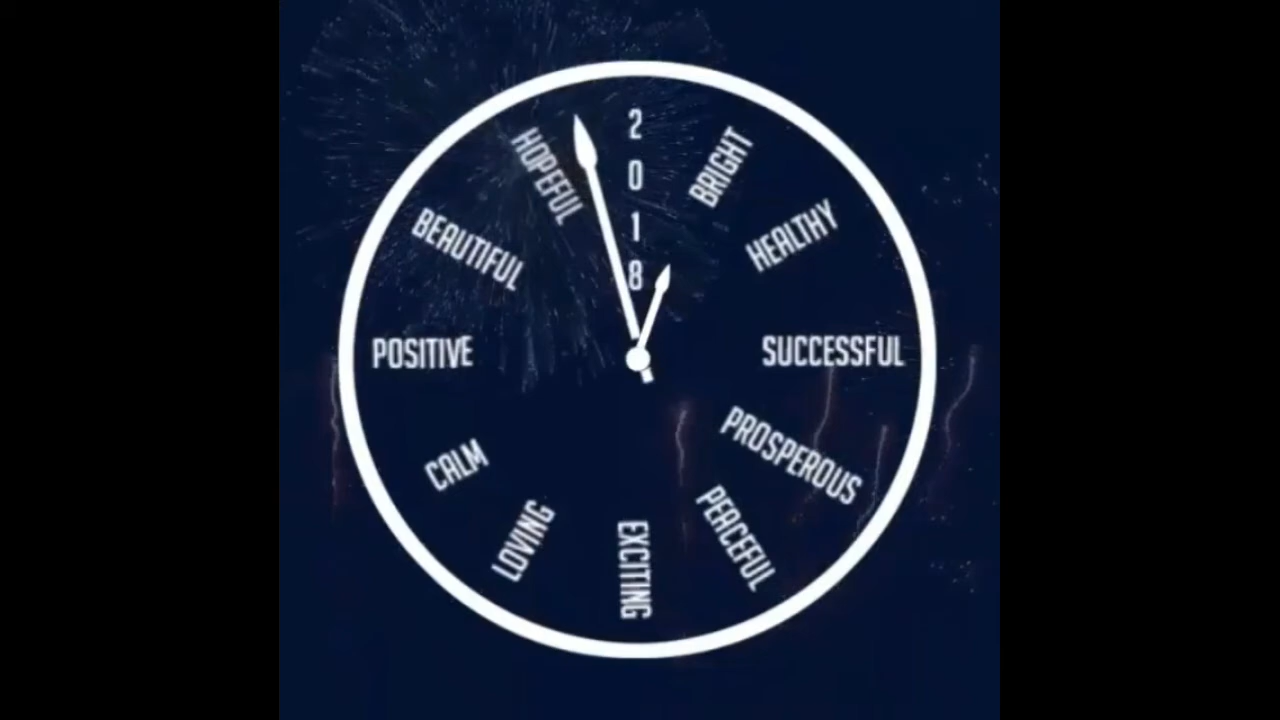 2
0
1
8
BRIGHT
HEALTHY
SUCCESSFUL
PROSPEROUS
PEACEFUL
EXCITING
LOVING
CALM
POSITIVE
BEAUTIFUL
HOPEFUL